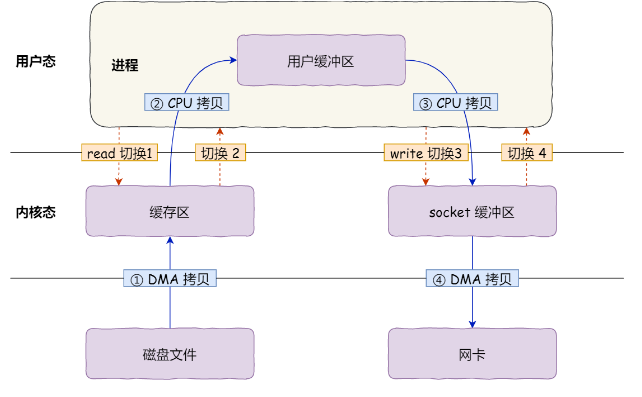 用户态
进程
用户缓冲区
② CPU 拷贝
③ CPU 拷贝
read 切换1
切换 2
write 切换3
切换 4
内核态
缓存区
socket 缓冲区
① DMA 拷贝
④ DMA 拷贝
磁盘文件
网卡